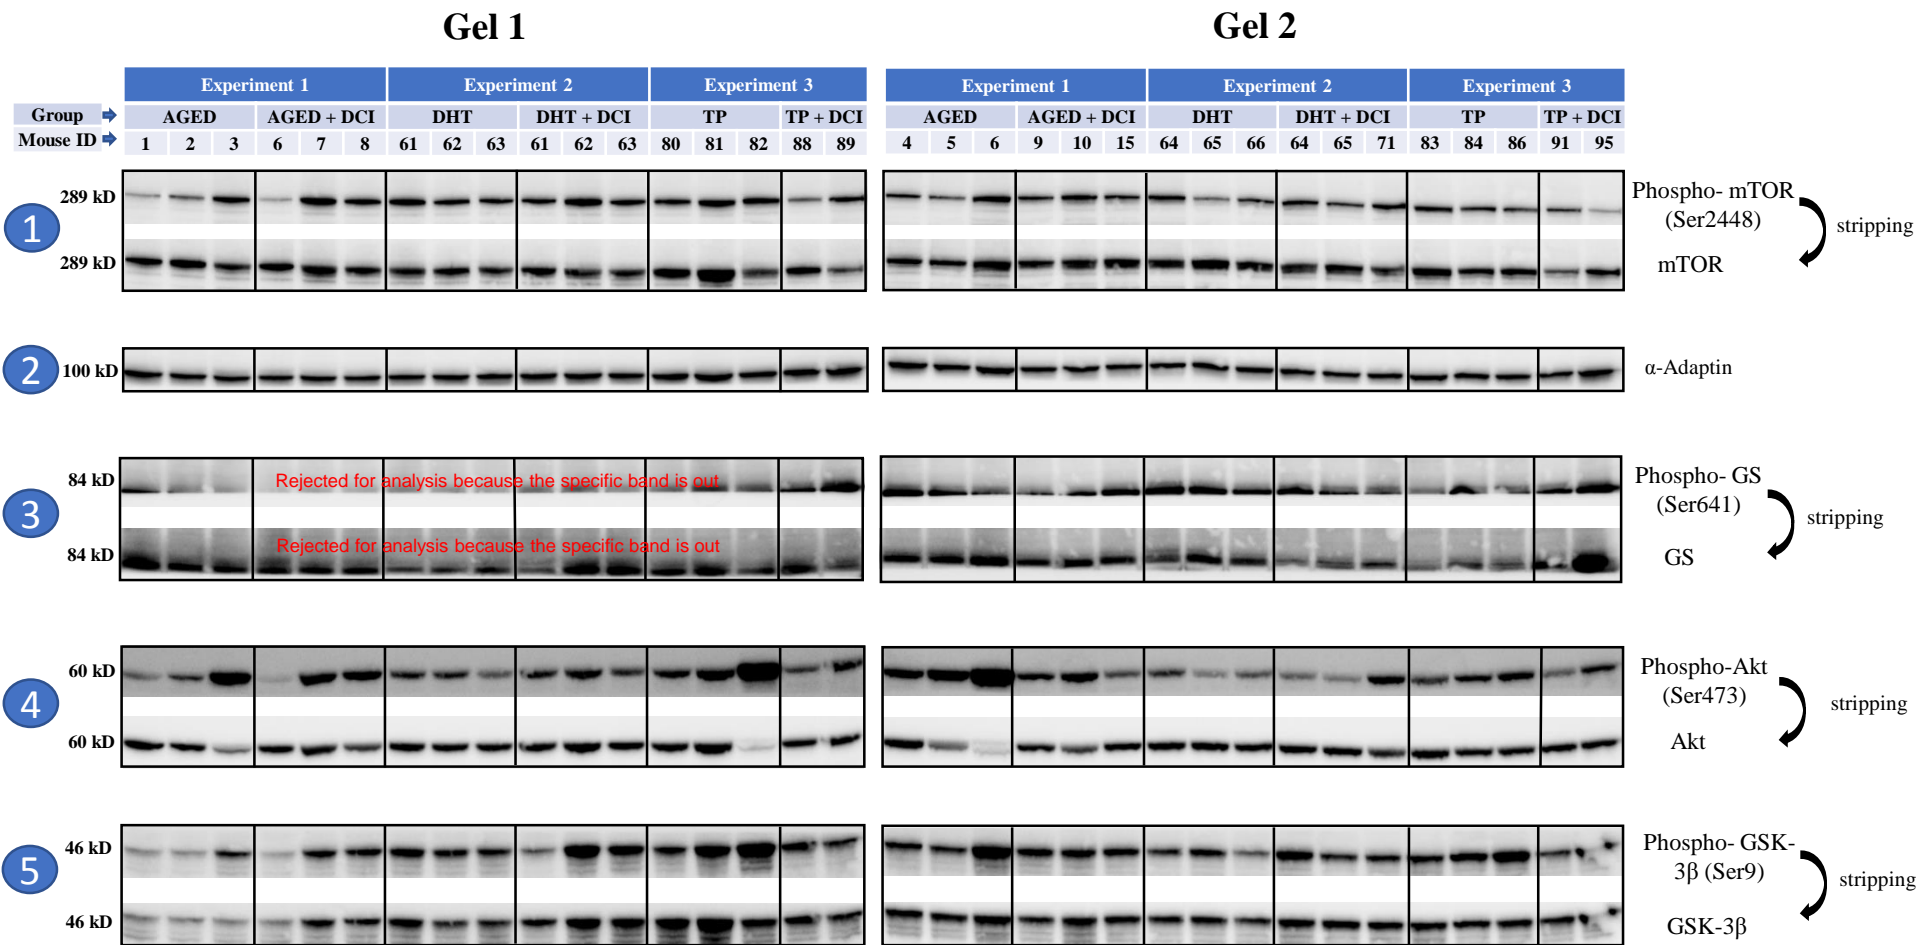 Gel 1 Gel 2
Experiment 1 Experiment 2 Experiment 3 Experiment 1 Experiment 2 Experiment 3
Group AGED AGED + DCI DHT DHT + DCI TP TP + DCI AGED AGED + DCI DHT DHT + DCI TP TP + DCI
Mouse ID 1 2 3 6 7 8 61 62 63 61 62 63 80 81 82 88 89 4 5 6 9 10 15 64 65 66 64 65 71 83 84 86 91 95
1
289 kD
289 kD
Phospho- mTOR
(Ser2448)
stripping
mTOR
2
100 kD
α-Adaptin
3
84 kD
Rejected for analysis because the specific band is out
84 kD
Rejected for analysis because the specific band is out
Phospho- GS
(Ser641)
stripping
GS
4
60 kD
60 kD
Phospho-Akt
(Ser473)
stripping
Akt
5
46 kD
46 kD
Phospho- GSK-
3β (Ser9)
stripping
GSK-3β